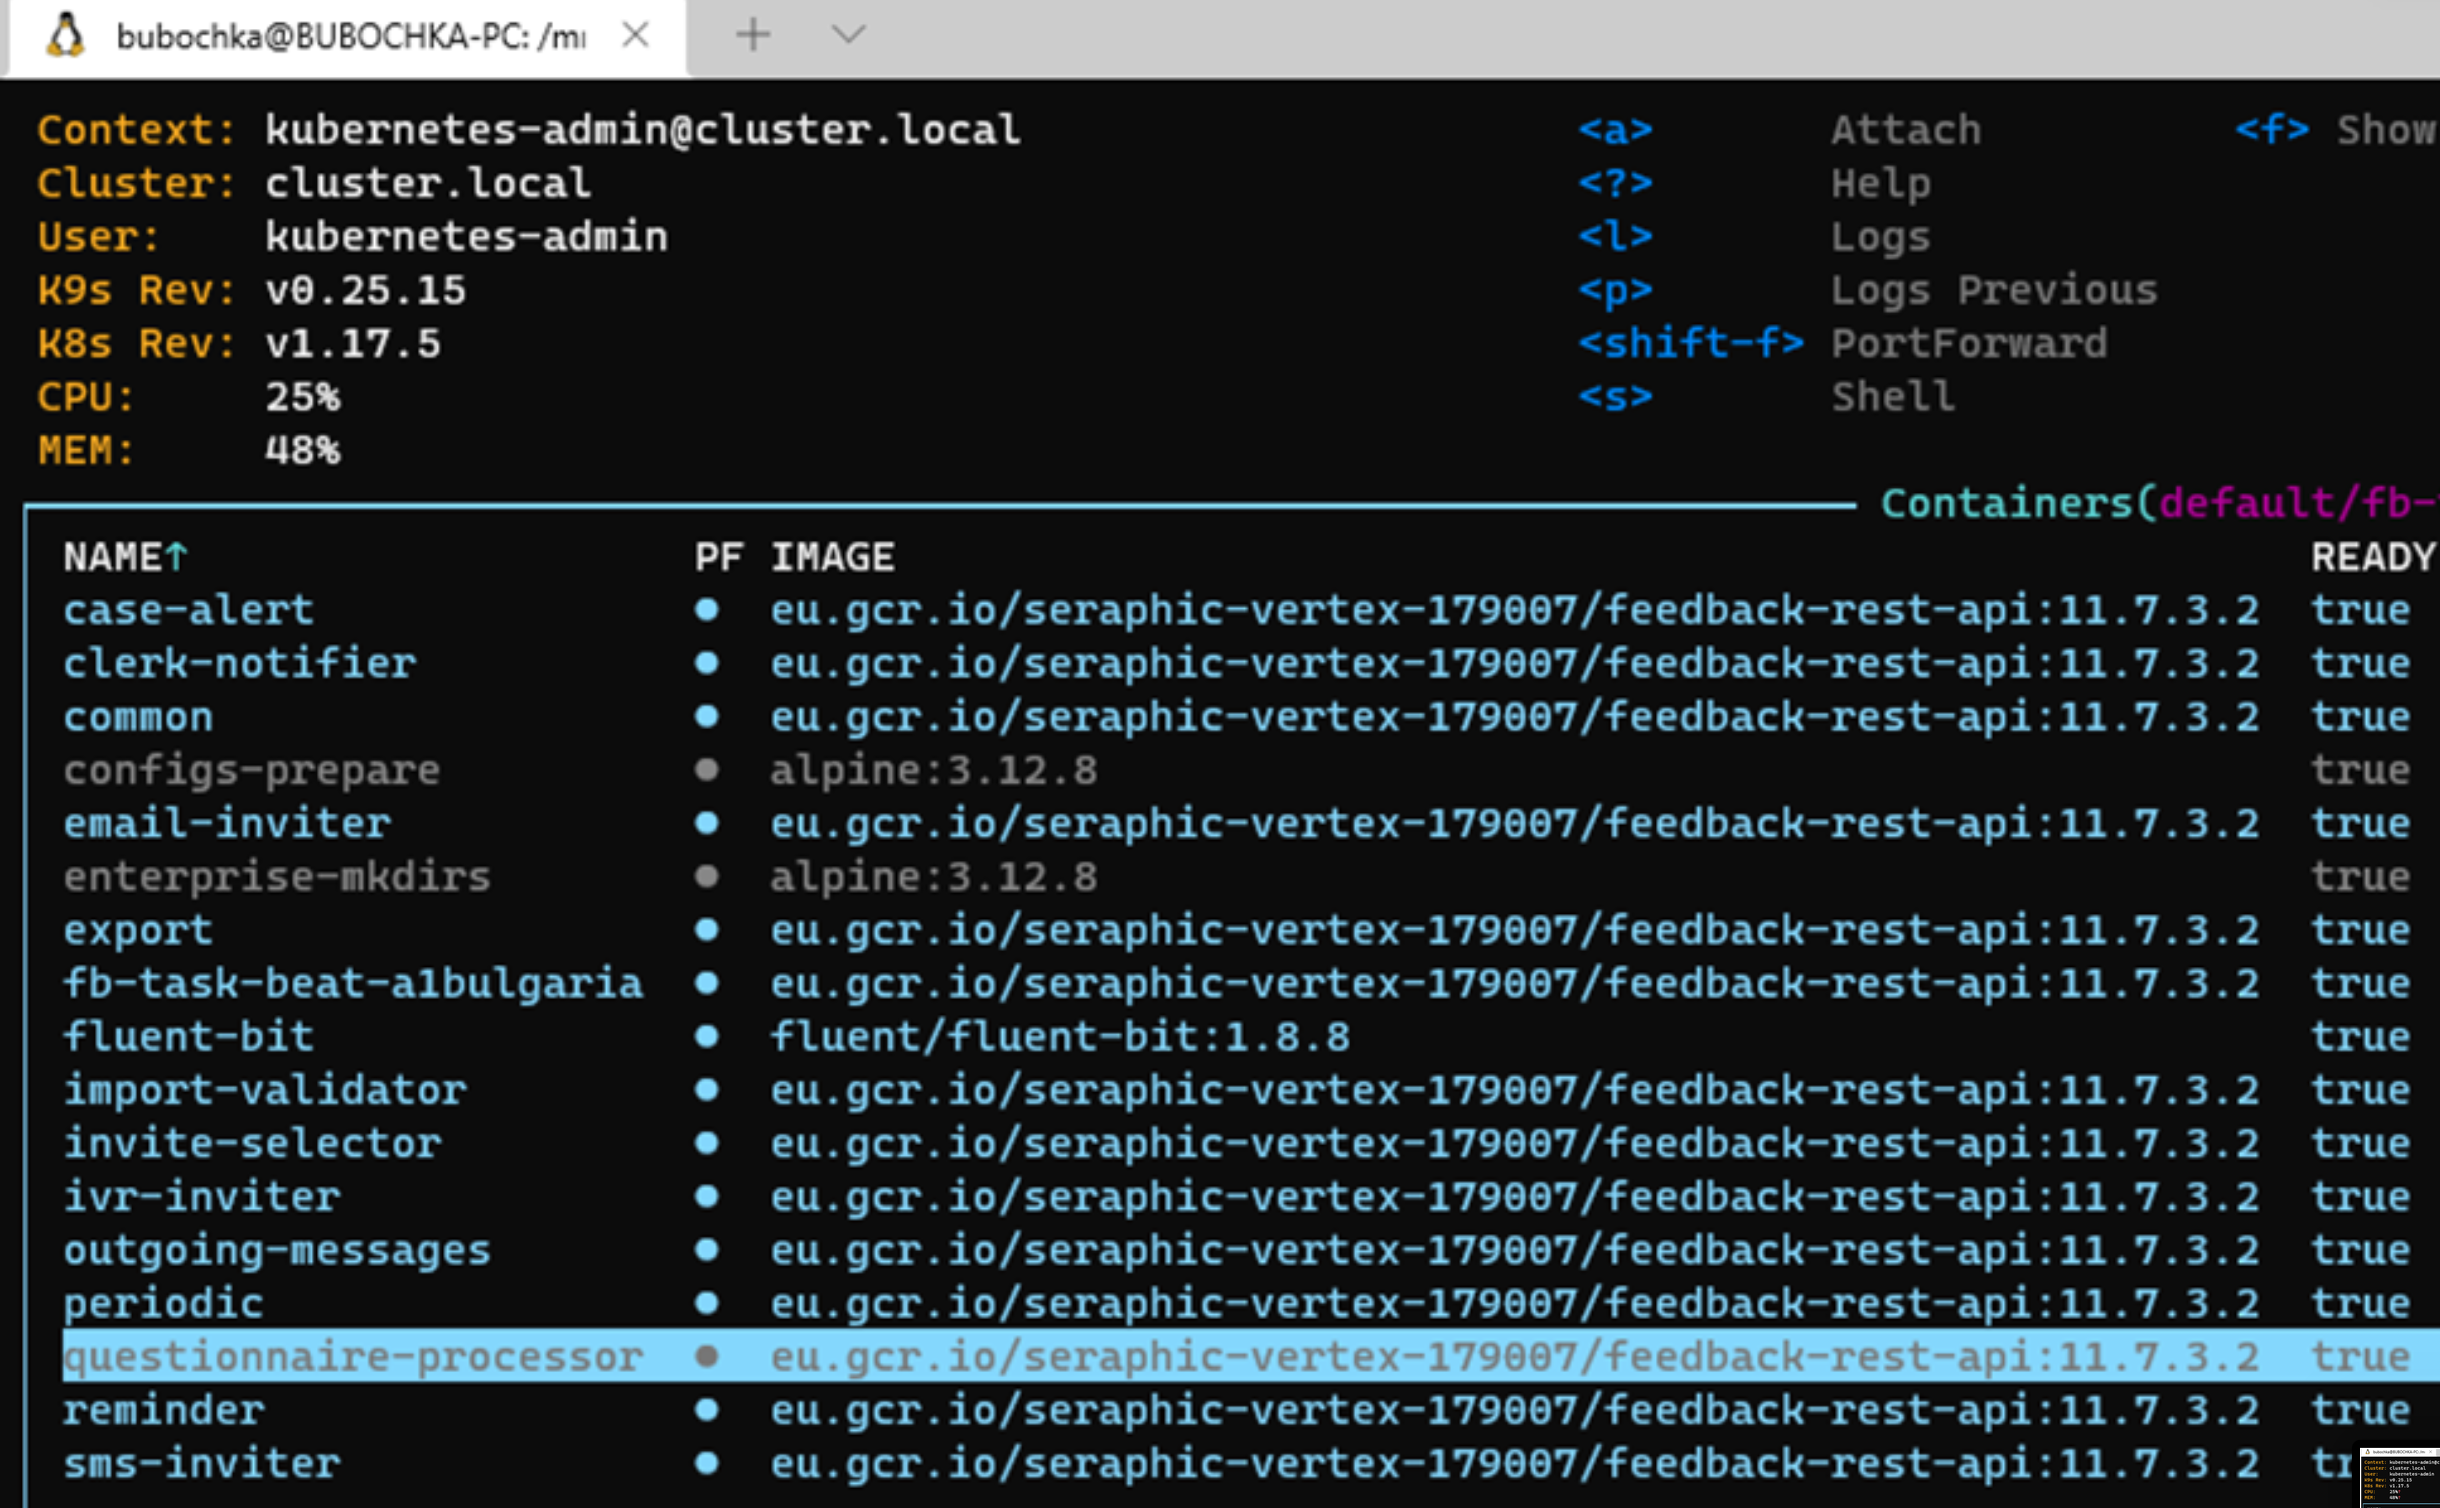 bubochka@BUBOCHKA-PC: /m
Context: kubernetes-admin@cluster.local <a> Attach <f> Show
Cluster: cluster.local <?> Help
User: kubernetes-admin <l> Logs
K9s Rev: v0.25.15 <p> Logs Previous
K8s Rev: v1.17.5 <shift-f> PortForward
CPU: 25% <s> Shell
MEM: 48%
Containers(default/fb-
NAME↑ PF IMAGE READY
case-alert ● eu.gcr.io/seraphic-vertex-179007/feedback-rest-api:11.7.3.2 true
clerk-notifier ● eu.gcr.io/seraphic-vertex-179007/feedback-rest-api:11.7.3.2 true
common ● eu.gcr.io/seraphic-vertex-179007/feedback-rest-api:11.7.3.2 true
configs-prepare ● alpine:3.12.8 true
email-inviter ● eu.gcr.io/seraphic-vertex-179007/feedback-rest-api:11.7.3.2 true
enterprise-mkdirs ● alpine:3.12.8 true
export ● eu.gcr.io/seraphic-vertex-179007/feedback-rest-api:11.7.3.2 true
fb-task-beat-a1bulgaria ● eu.gcr.io/seraphic-vertex-179007/feedback-rest-api:11.7.3.2 true
fluent-bit ● fluent/fluent-bit:1.8.8 true
import-validator ● eu.gcr.io/seraphic-vertex-179007/feedback-rest-api:11.7.3.2 true
invite-selector ● eu.gcr.io/seraphic-vertex-179007/feedback-rest-api:11.7.3.2 true
ivr-inviter ● eu.gcr.io/seraphic-vertex-179007/feedback-rest-api:11.7.3.2 true
outgoing-messages ● eu.gcr.io/seraphic-vertex-179007/feedback-rest-api:11.7.3.2 true
periodic ● eu.gcr.io/seraphic-vertex-179007/feedback-rest-api:11.7.3.2 true
questionnaire-processor ● eu.gcr.io/seraphic-vertex-179007/feedback-rest-api:11.7.3.2 true
reminder ● eu.gcr.io/seraphic-vertex-179007/feedback-rest-api:11.7.3.2 true
sms-inviter ● eu.gcr.io/seraphic-vertex-179007/feedback-rest-api:11.7.3.2 tr